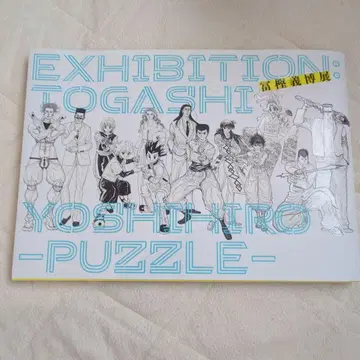 EXHIBITION:
TOGASHI
冨樫義博展
YOSHIHIRO
-PUZZLE-